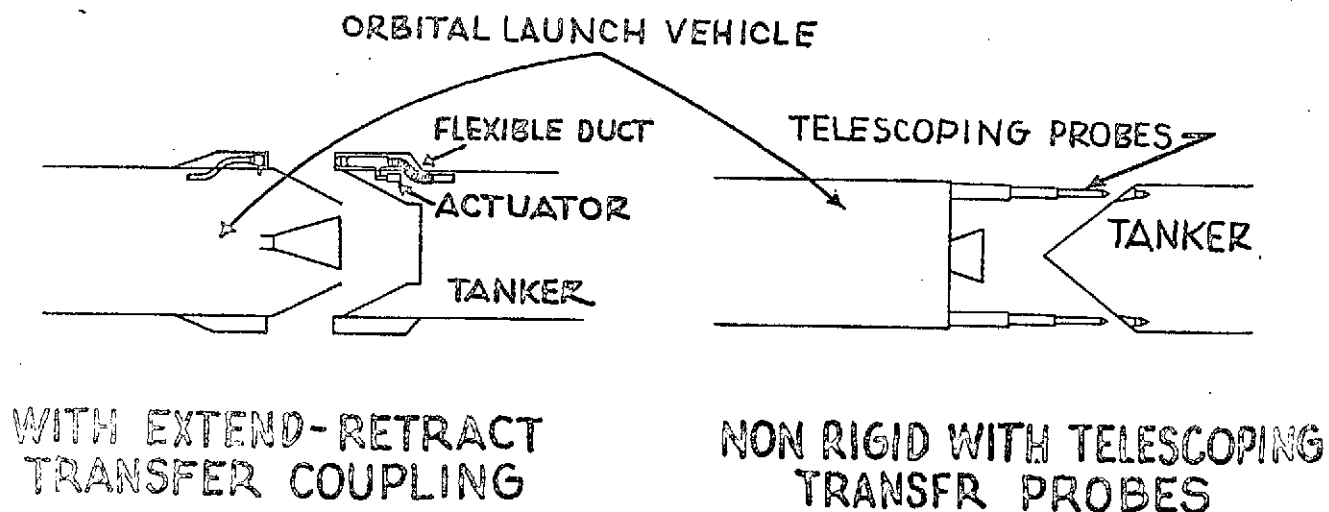 ORBITAL LAUNCH VEHICLE
FLEXIBLE DUCT
ACTUATOR
TANKER
TELESCOPING PROBES
TANKER
WITH EXTEND-RETRACT
TRANSFER COUPLING
NON RIGID WITH TELESCOPING
TRANSFR PROBES